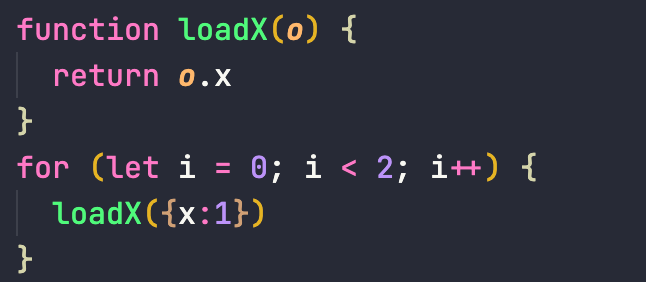 function loadX(o) {
  return o.x
}
for (let i = 0; i < 2; i++) {
  loadX({x:1})
}